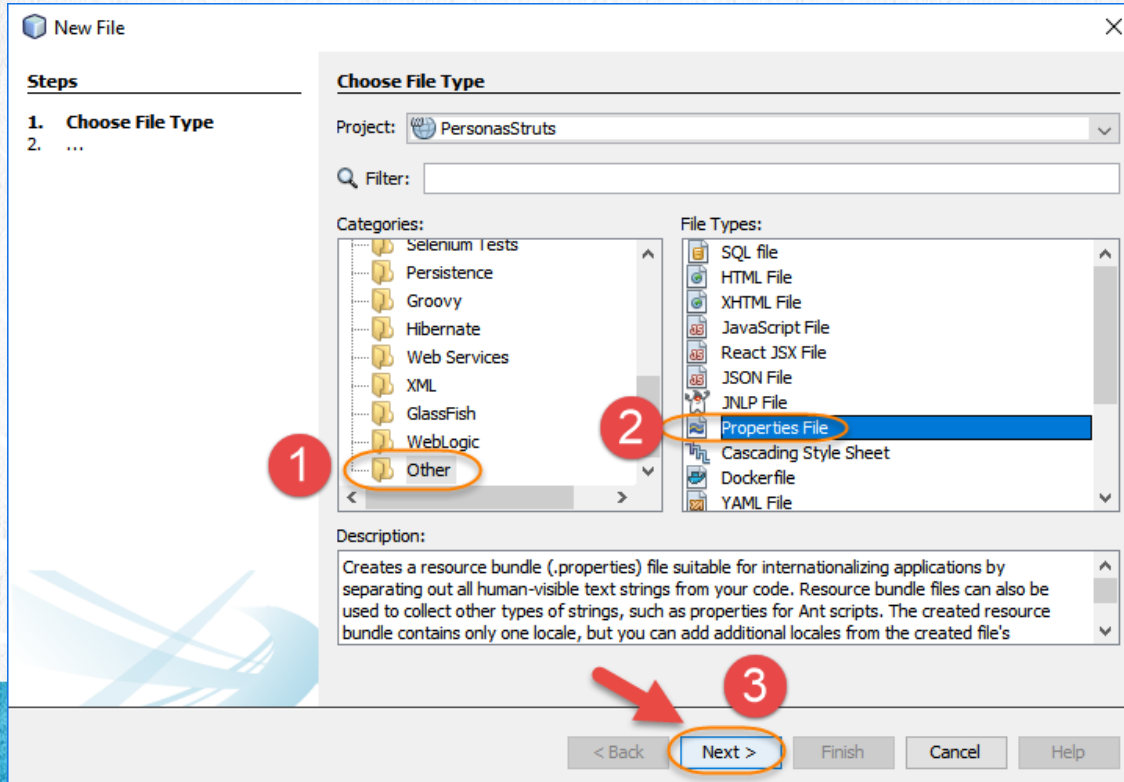 New File
Steps
1. Choose File Type
2. ...
Choose File Type
Project: PersonasStruts
Filter:
Categories:
Selenium Tests
Persistence
Groovy
Hibernate
Web Services
XML
GlassFish
WebLogic
Other
1
File Types:
SQL file
HTML File
XHTML File
JavaScript File
React JSX File
JSON File
JNLP File
Properties File
Cascading Style Sheet
Dockerfile
YAML File
2
Description:
Creates a resource bundle (.properties) file suitable for internationalizing applications by
separating out all human-visible text strings from your code. Resource bundle files can also be
used to collect other types of strings, such as properties for Ant scripts. The created resource
bundle contains only one locale, but you can add additional locales from the created file's
3
< Back Next > Finish Cancel Help